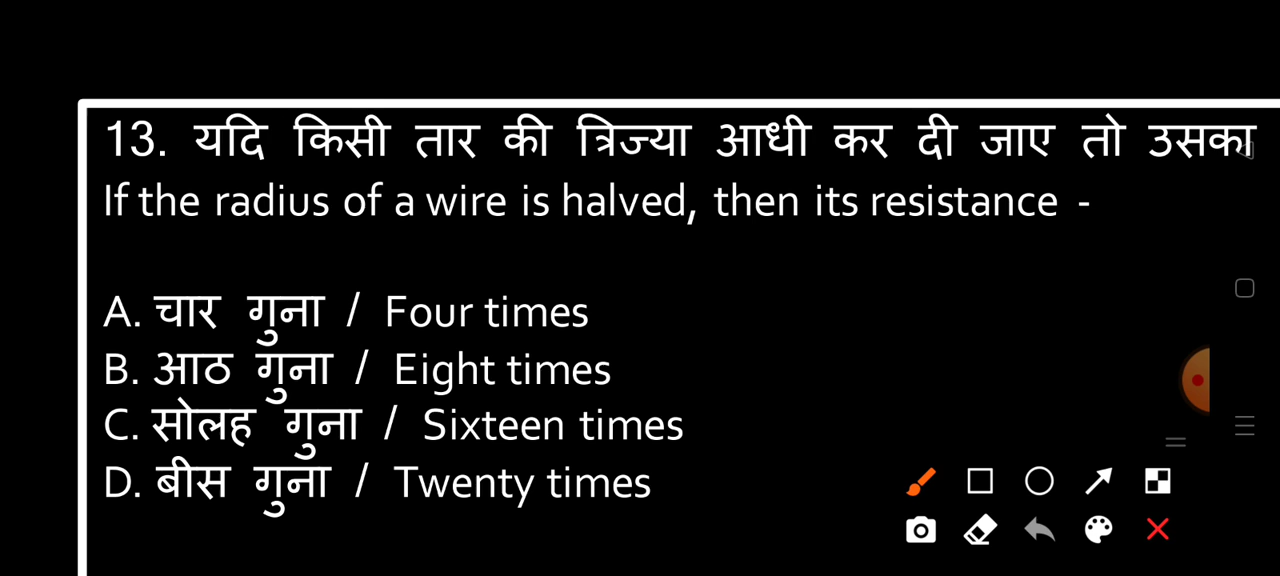 13. यदि किसी तार की त्रिज्या आधी कर दी जाए तो उसका
If the radius of a wire is halved, then its resistance -
A. चार गुना / Four times
B. आठ गुना / Eight times
C. सोलह गुना / Sixteen times
D. बीस गुना / Twenty times